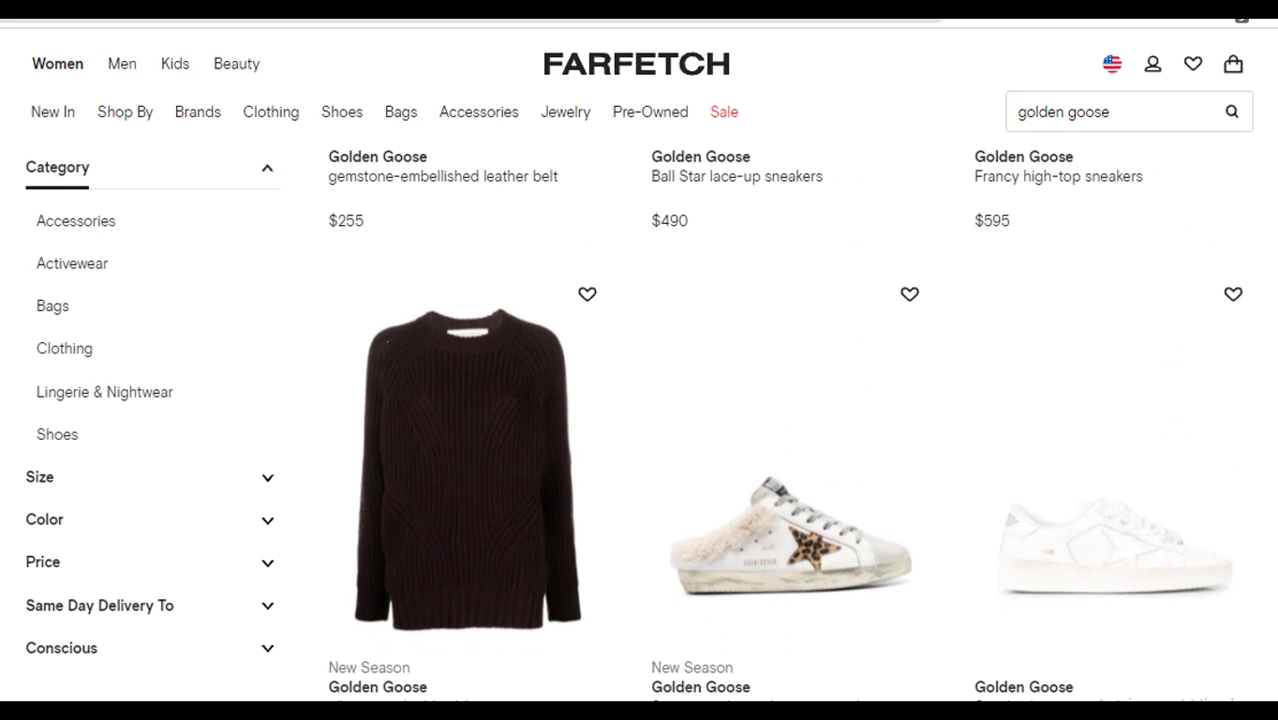 Women Men Kids Beauty
FARFETCH
New In Shop By Brands Clothing Shoes Bags Accessories Jewelry Pre-Owned Sale
golden goose
Category
Accessories
Activewear
Bags
Clothing
Lingerie & Nightwear
Shoes
Size
Color
Price
Same Day Delivery To
Conscious
Golden Goose
gemstone-embellished leather belt
$255
Golden Goose
Ball Star lace-up sneakers
$490
Golden Goose
Francy high-top sneakers
$595
New Season
Golden Goose
New Season
Golden Goose
Golden Goose